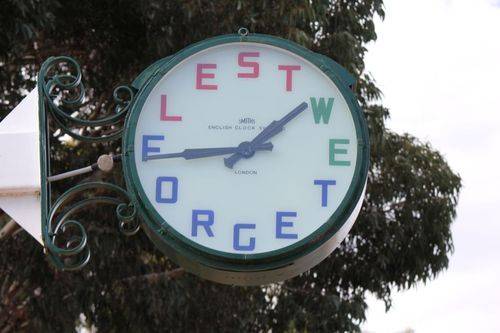 LEST
WE
FORGET
SMITHS
ENGLISH CLOCK
LONDON